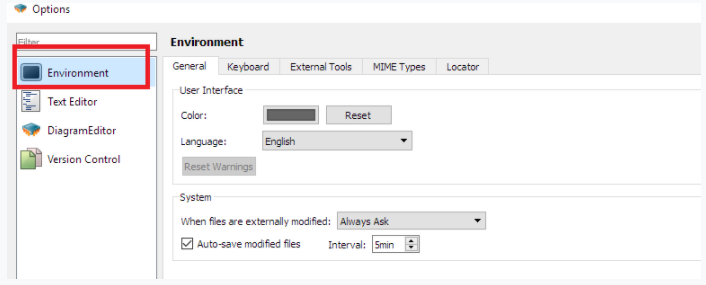 Options
Filter
Environment
Text Editor
DiagramEditor
Version Control
Environment
General Keyboard External Tools MIME Types Locator
User Interface
Color: Reset
Language: English
Reset Warnings
System
When files are externally modified: Always Ask
Auto-save modified files Interval: 5min